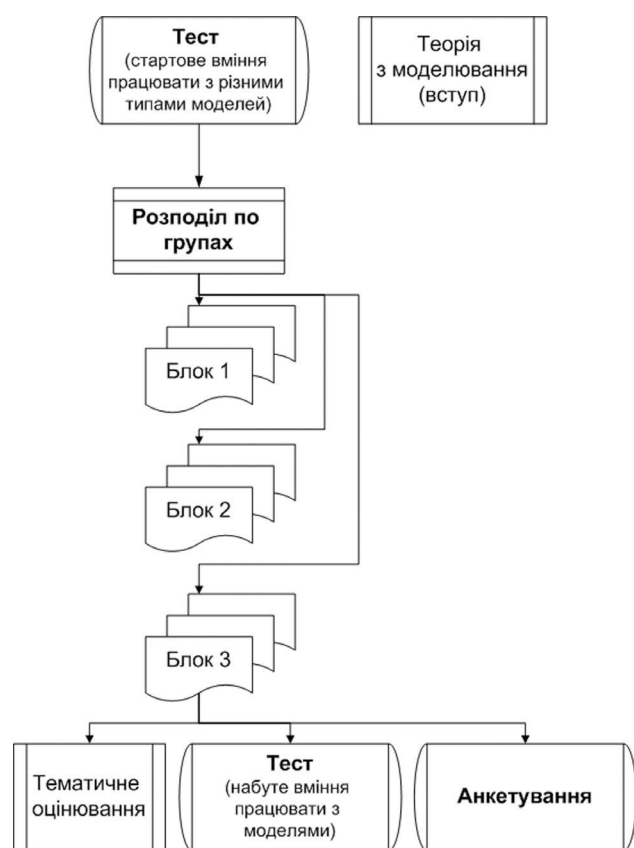 Тест
(стартове вміння
працювати з різними
типами моделей)
Теорія
з моделювання
(вступ)
Розподіл по
групах
Блок 1
Блок 2
Блок 3
Тематичне
оцінювання
Тест
(набуте вміння
працювати з
моделями)
Анкетування